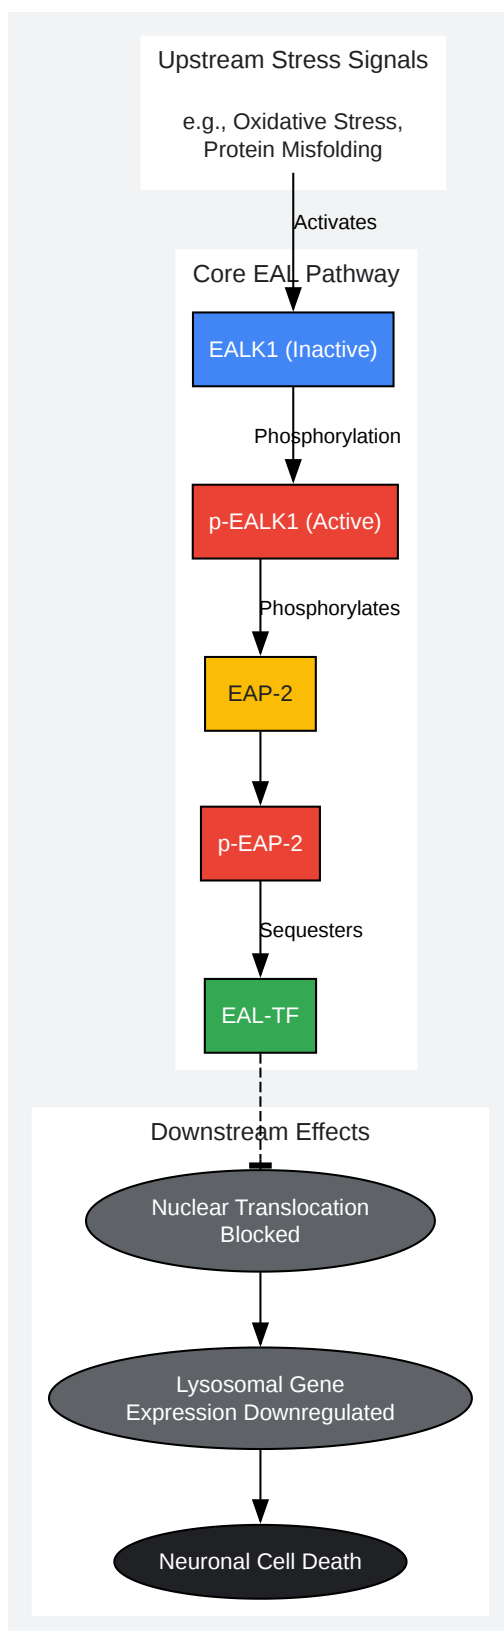 Upstream Stress Signals
e.g., Oxidative Stress,
Protein Misfolding
Activates
Core EAL Pathway
EALK1 (Inactive)
Phosphorylation
p-EALK1 (Active)
Phosphorylates
EAP-2
p-EAP-2
Sequesters
EAL-TF
Downstream Effects
Nuclear Translocation
Blocked
Lysosomal Gene
Expression Downregulated
Neuronal Cell Death